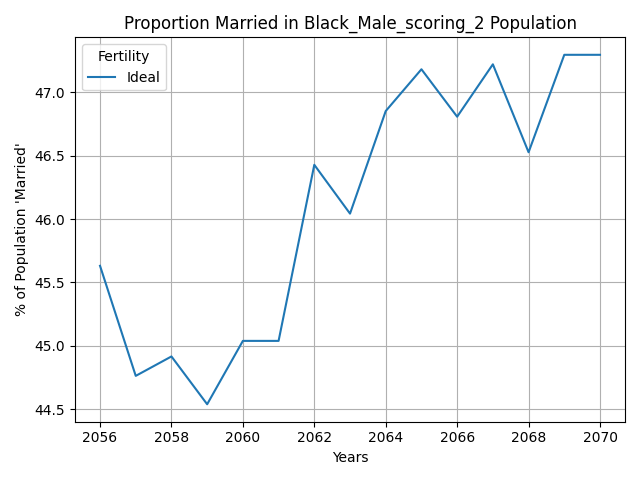 Proportion Married in Black_Male_scoring_2 Population
Fertility
Ideal
% of Population 'Married'
47.0
46.5
46.0
45.5
45.0
44.5
2056 2058 2060 2062 2064 2066 2068 2070
Years